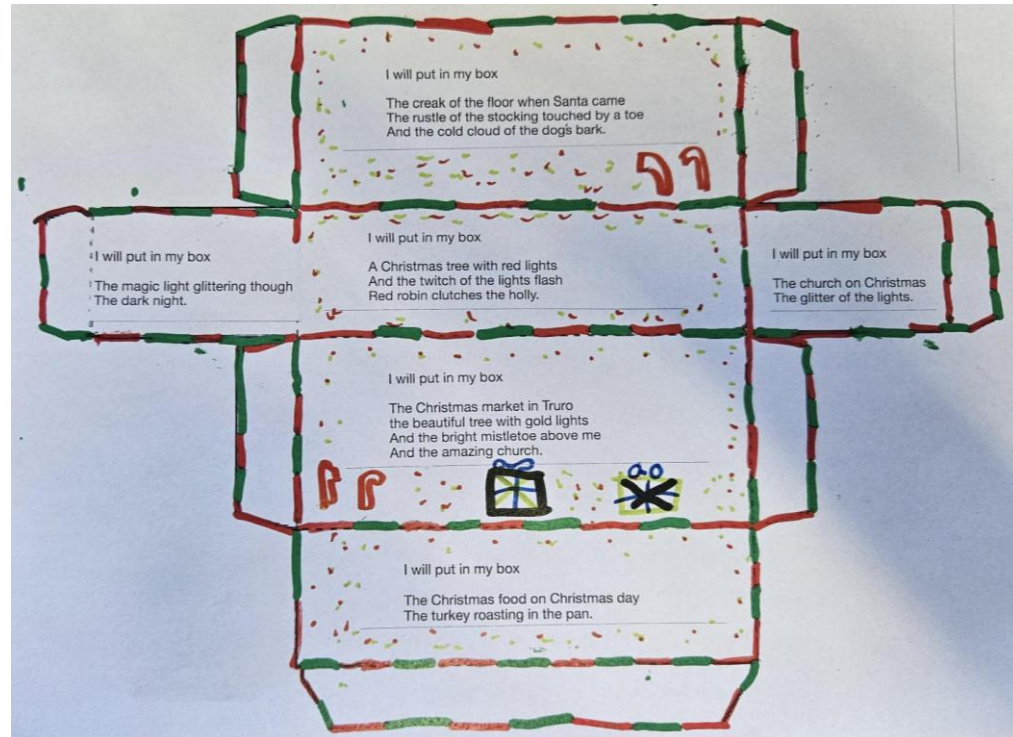 I will put in my box
The creak of the floor when Santa came
The rustle of the stocking touched by a toe
And the cold cloud of the dog's bark.
I will put in my box
The magic light glittering though
The dark night.
I will put in my box
A Christmas tree with red lights
And the twitch of the lights flash
Red robin clutches the holly.
I will put in my box
The church on Christmas
The glitter of the lights.
I will put in my box
The Christmas market in Truro
the beautiful tree with gold lights
And the bright mistletoe above me
And the amazing church.
I will put in my box
The Christmas food on Christmas day
The turkey roasting in the pan.